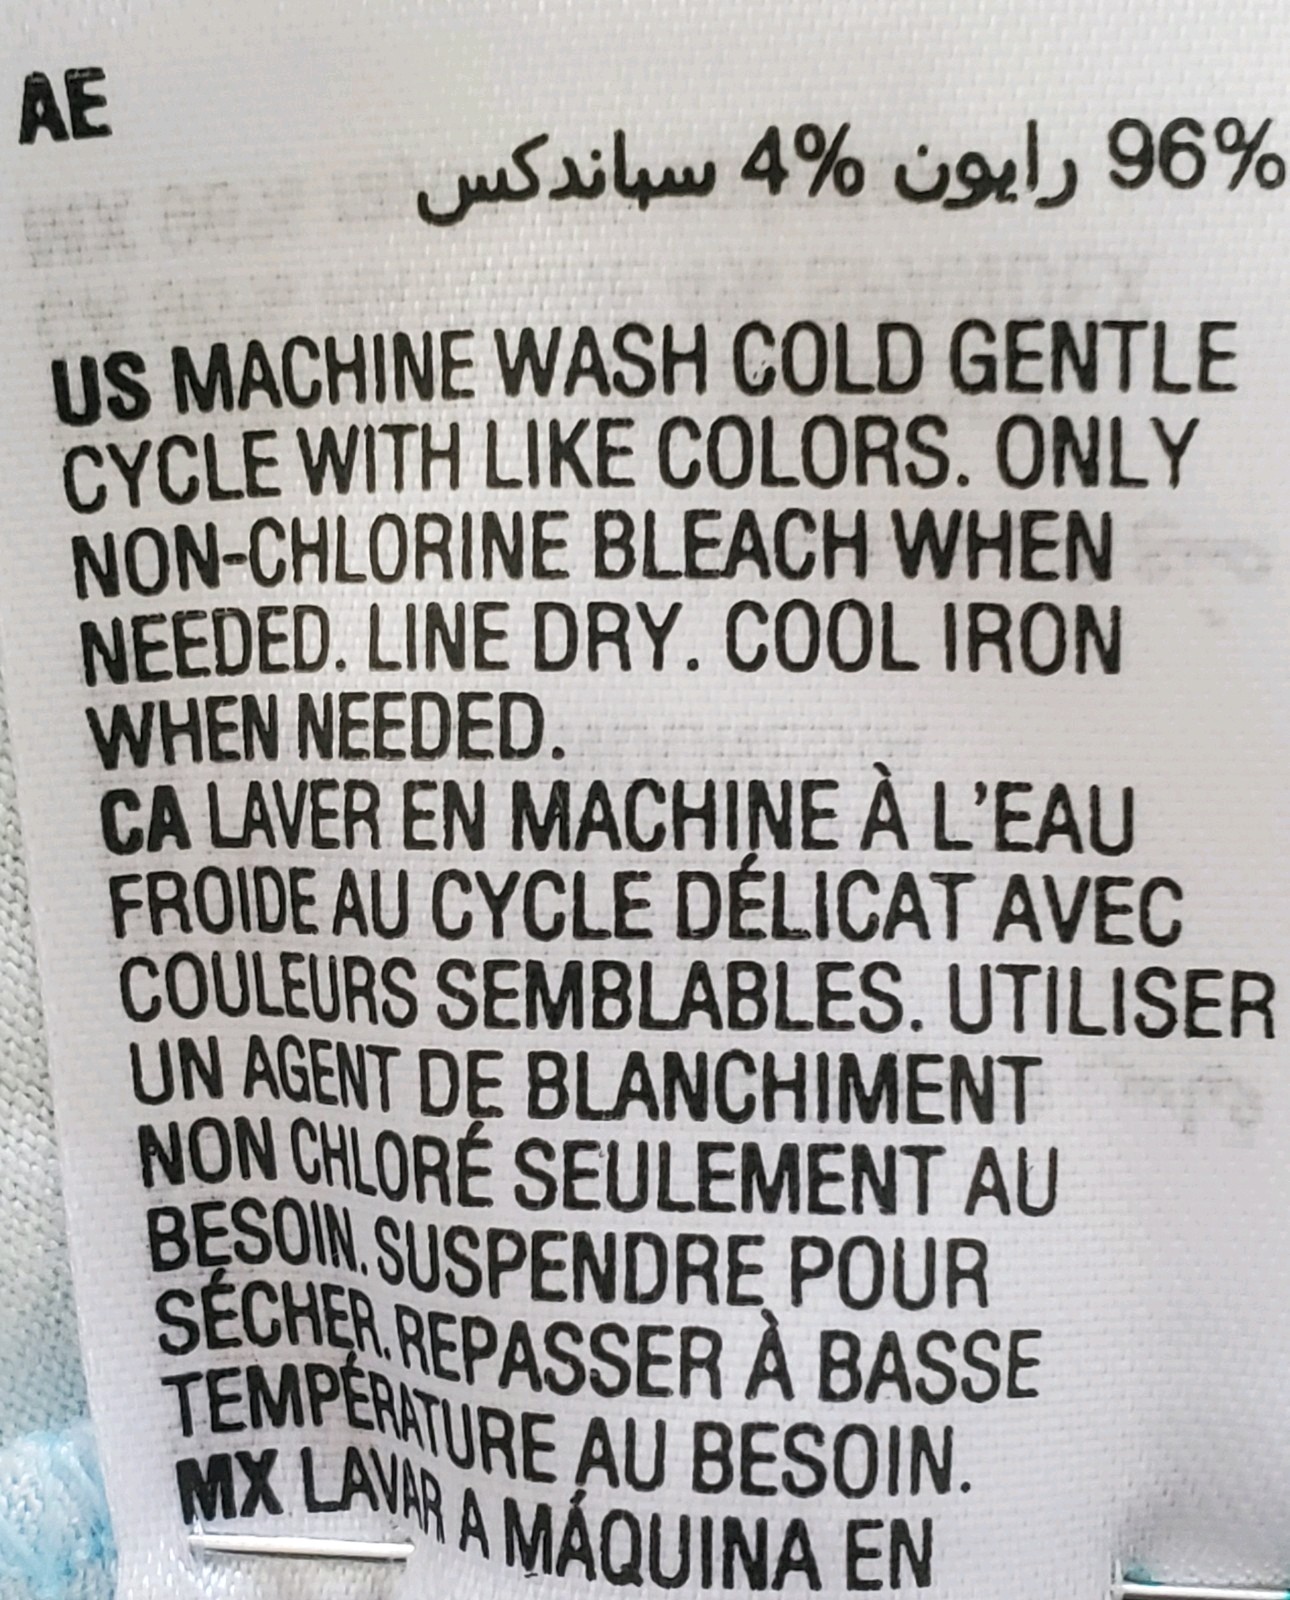 AE
96% رايون 4% سباندكس
US MACHINE WASH COLD GENTLE
CYCLE WITH LIKE COLORS. ONLY
NON-CHLORINE BLEACH WHEN
NEEDED. LINE DRY. COOL IRON
WHEN NEEDED.
CA LAVER EN MACHINE À L'EAU
FROIDE AU CYCLE DÉLICAT AVEC
COULEURS SEMBLABLES. UTILISER
UN AGENT DE BLANCHIMENT
NON CHLORÉ SEULEMENT AU
BESOIN. SUSPENDRE POUR
SÉCHER. REPASSER À BASSE
TEMPÉRATURE AU BESOIN.
MX LAVAR A MÁQUINA EN